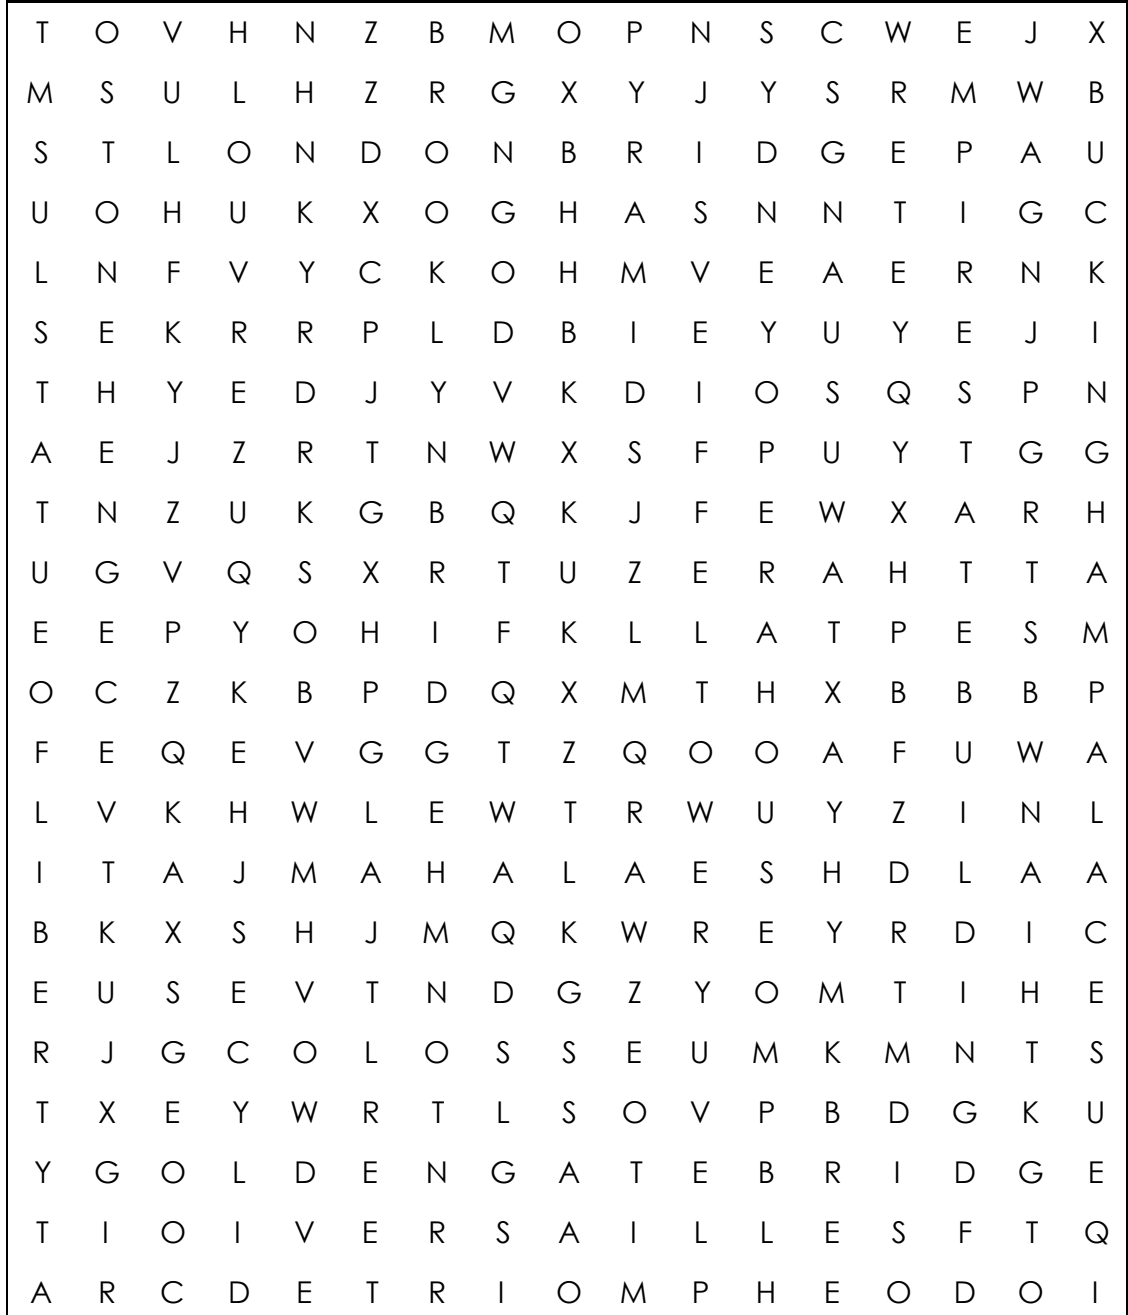 T O V H N Z B M O P N S C W E J X
M S U L H Z R G X Y J Y S R M W B
S T L O N D O N B R I D G E P A U
U O H U K X O G H A S N N T I G C
L N F V Y C K O H M V E A E R N K
S E K R R P L D B I E Y U Y E J I
T H Y E D J Y V K D I O S Q S P N
A E J Z R T N W X S F P U Y T G G
T N Z U K G B Q K J F E W X A R H
U G V Q S X R T U Z E R A H T T A
E E P Y O H I F K L L A T P E S M
O C Z K B P D Q X M T H X B B B P
F E Q E V G G T Z Q O O A F U W A
L V K H W L E W T R W U Y Z I N L
I T A J M A H A L A E S H D L A A
B K X S H J M Q K W R E Y R D I C
E U S E V T N D G Z Y O M T I H E
R J G C O L O S S E U M K M N T S
T X E Y W R T L S O V P B D G K U
Y G O L D E N G A T E B R I D G E
T I O I V E R S A I L L E S F T Q
A R C D E T R I O M P H E O D O I